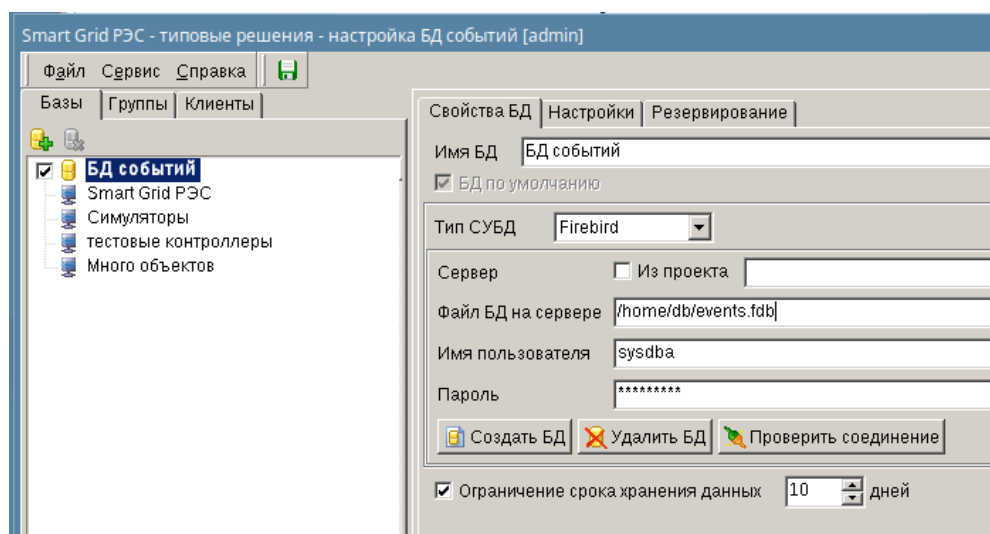 Smart Grid РЭС - типовые решения - настройка БД событий [admin]
Файл Сервис Справка
Базы Группы Клиенты
БД событий
Smart Grid РЭС
Симуляторы
тестовые контроллеры
Много объектов
Свойства БД Настройки Резервирование
Имя БД БД событий
БД по умолчанию
Тип СУБД Firebird
Сервер Из проекта
Файл БД на сервере /home/db/events.fdb
Имя пользователя sysdba
Пароль *********
Создать БД Удалить БД Проверить соединение
Ограничение срока хранения данных 10 дней